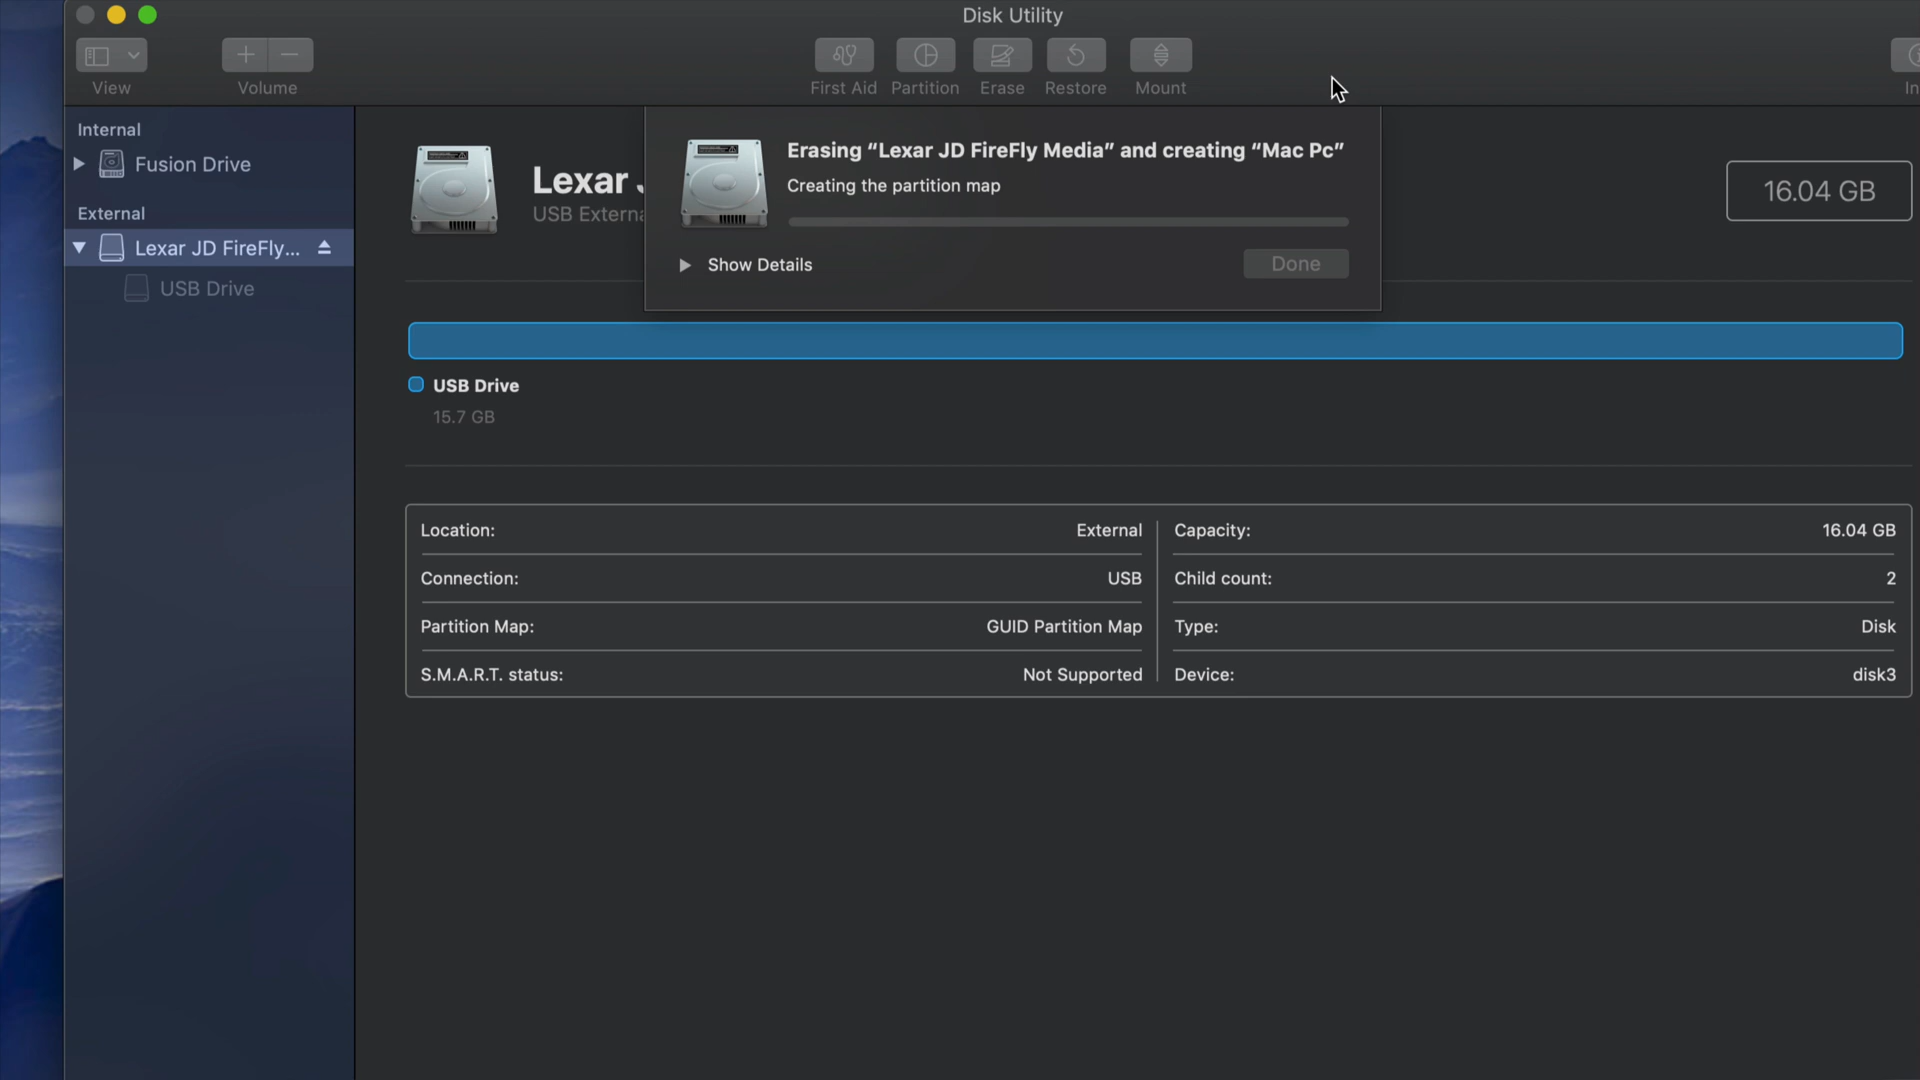 Disk Utility
View
Volume
First Aid
Partition
Erase
Restore
Mount
Internal
Fusion Drive
External
Lexar JD FireFly...
USB Drive
Lexar
USB Externa
Erasing “Lexar JD FireFly Media” and creating “Mac Pc”
Creating the partition map
Show Details
Done
16.04 GB
USB Drive
15.7 GB
Location: External
Connection: USB
Partition Map: GUID Partition Map
S.M.A.R.T. status: Not Supported
Capacity: 16.04 GB
Child count: 2
Type: Disk
Device: disk3